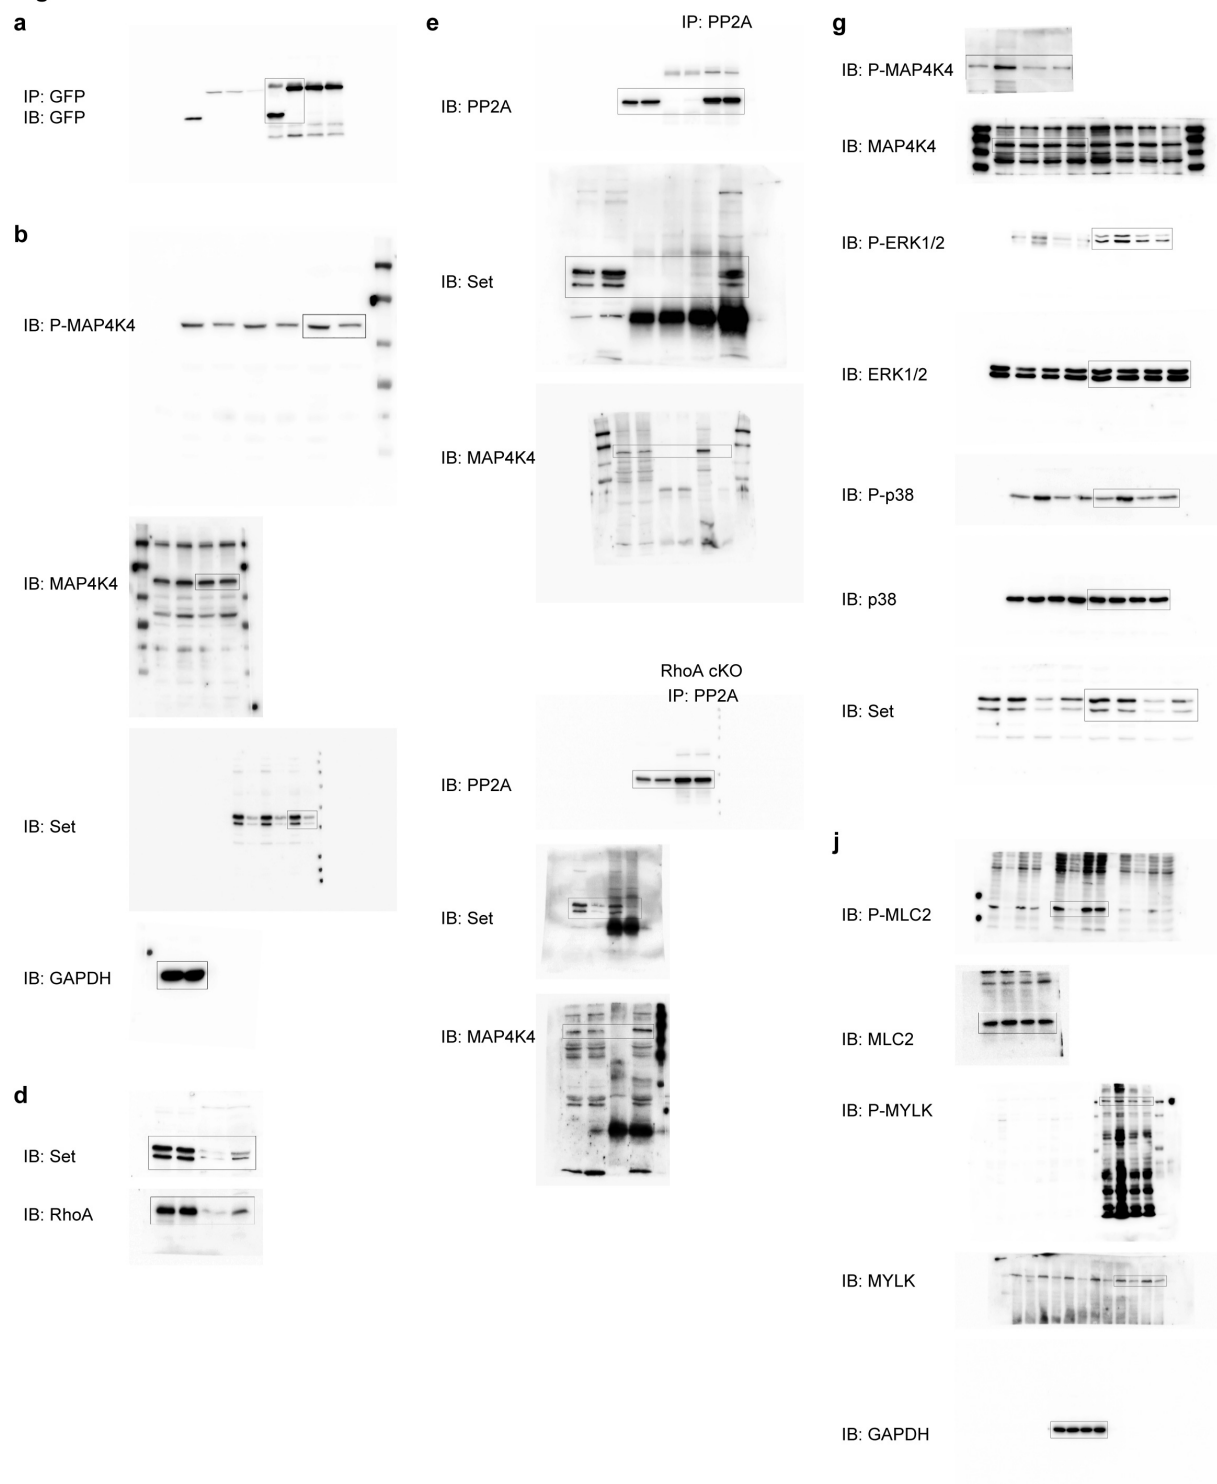 a
IP: GFP
IB: GFP
b
IB: P-MAP4K4
IB: MAP4K4
IB: Set
IB: GAPDH
d
IB: Set
IB: RhoA
e
IP: PP2A
IB: PP2A
IB: Set
IB: MAP4K4
RhoA cKO
IP: PP2A
IB: PP2A
IB: Set
IB: MAP4K4
g
IB: P-MAP4K4
IB: MAP4K4
IB: P-ERK1/2
IB: ERK1/2
IB: P-p38
IB: p38
IB: Set
j
IB: P-MLC2
IB: MLC2
IB: P-MYLK
IB: MYLK
IB: GAPDH